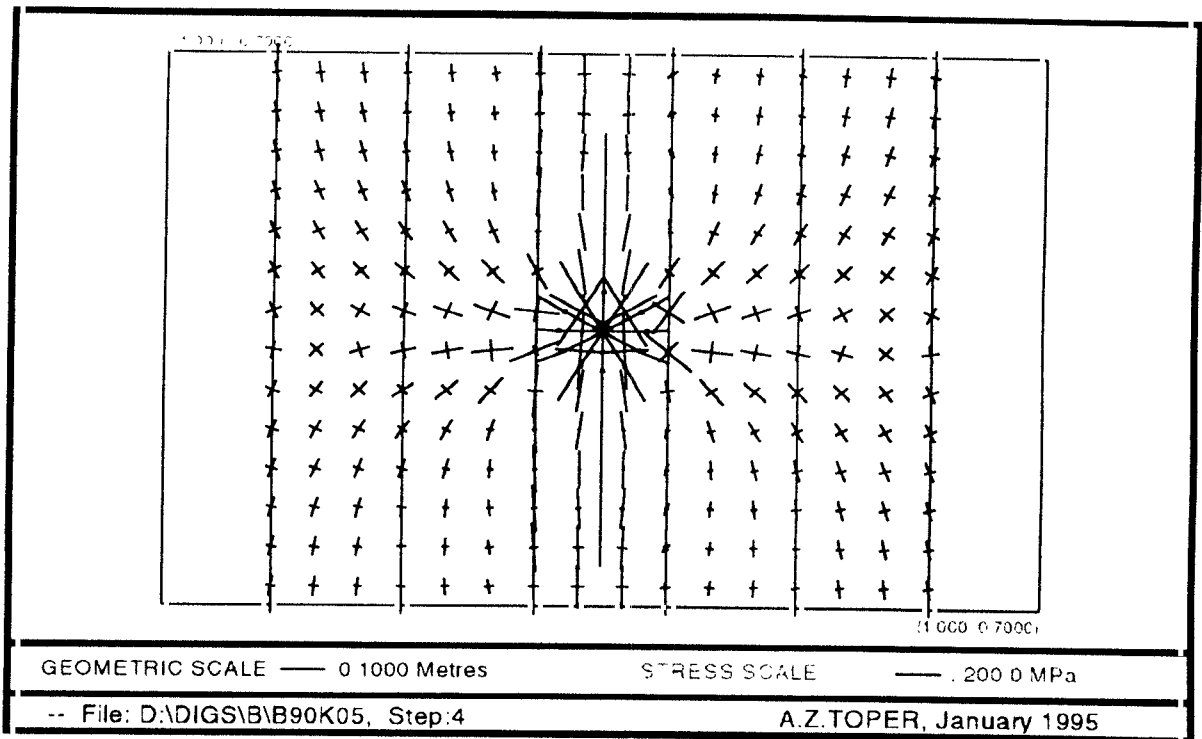 (1 000 0.7000)
GEOMETRIC SCALE 0 1000 Metres STRESS SCALE . 200 0 MPa
-- File: D:\DIGS\B\B90K05, Step:4 A.Z.TOPER, January 1995